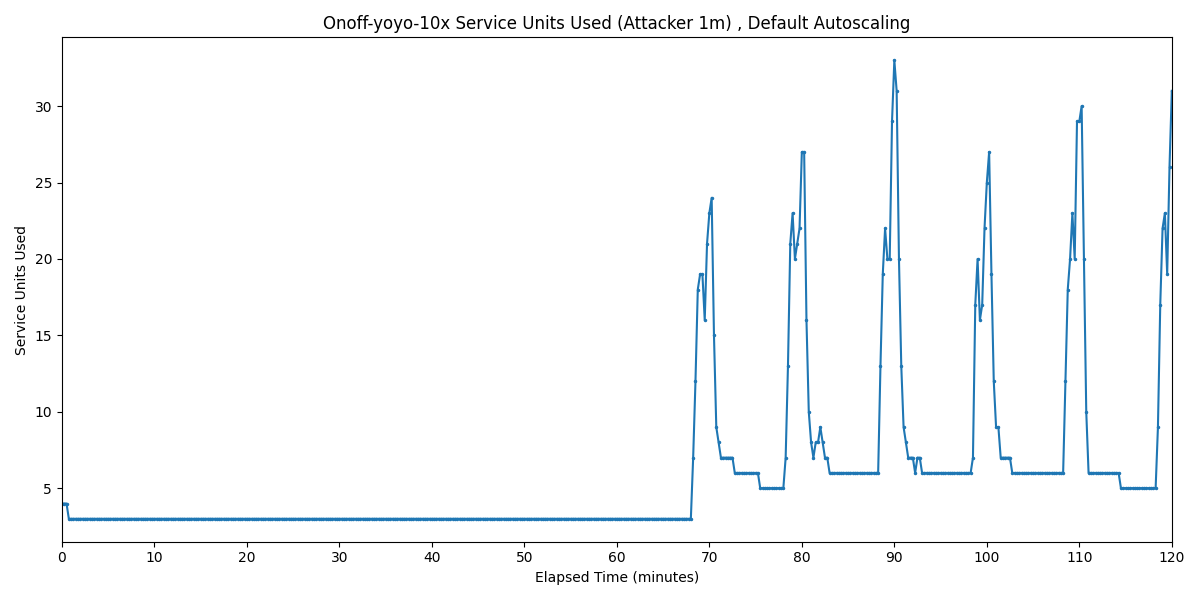 Onoff-yoyo-10x Service Units Used (Attacker 1m) , Default Autoscaling
Service Units Used
30
25
20
15
10
5
0 10 20 30 40 50 60 70 80 90 100 110 120
Elapsed Time (minutes)